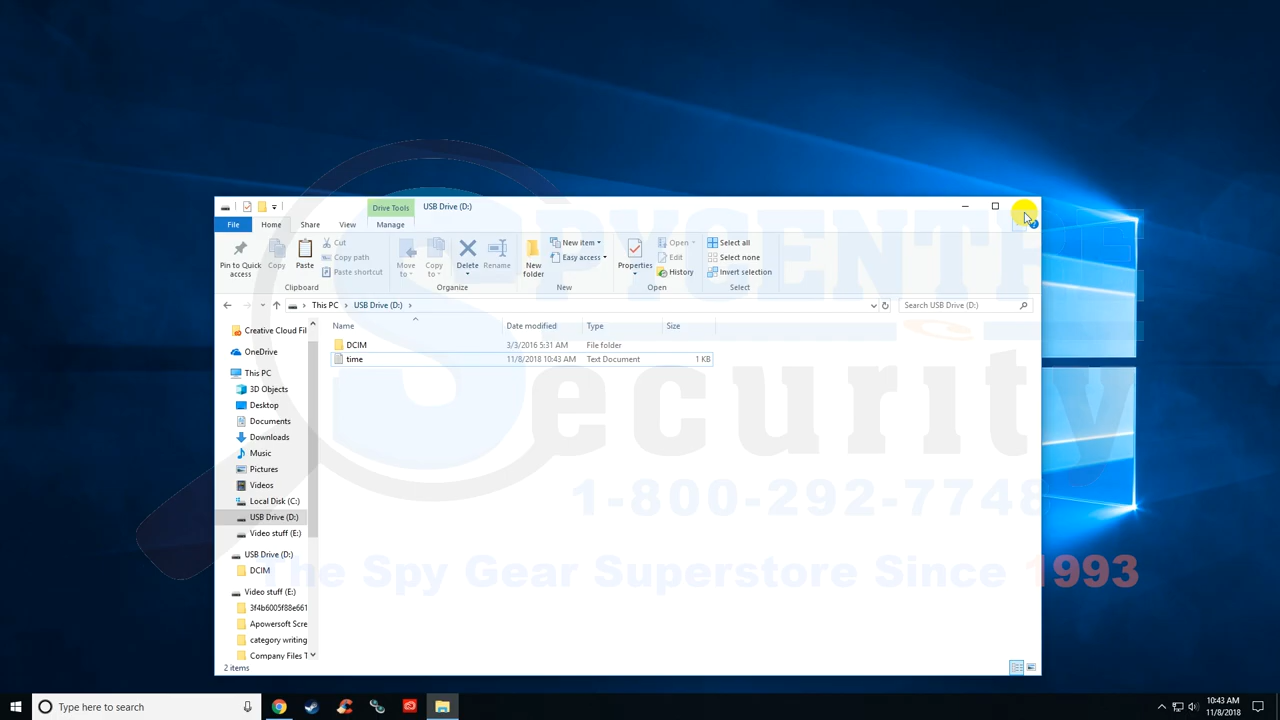 Drive Tools
USB Drive (D:)
File
Home
Share
View
Manage
Pin to Quick access
Copy
Paste
Cut
Copy path
Paste shortcut
Clipboard
Move to
Copy to
Delete
Rename
Organize
New folder
New item
Easy access
New
Properties
Open
Edit
History
Open
Select all
Select none
Invert selection
Select
This PC
USB Drive (D:)
Search USB Drive (D:)
Name
Date modified
Type
Size
DCIM
3/3/2016 5:31 AM
File folder
time
11/8/2018 10:43 AM
Text Document
1 KB
Creative Cloud Fil
OneDrive
This PC
3D Objects
Desktop
Documents
Downloads
Music
Pictures
Videos
Local Disk (C:)
USB Drive (D:)
Video stuff (E:)
USB Drive (D:)
DCIM
Video stuff (E:)
3f4b6005f88e661
Apowersoft Scre
category writing
Company Files T
2 items
SPYCENTE
ecurity
1-800-292-7748
The Spy Gear Superstore Since 1993
Type here to search
10:43 AM
11/8/2018